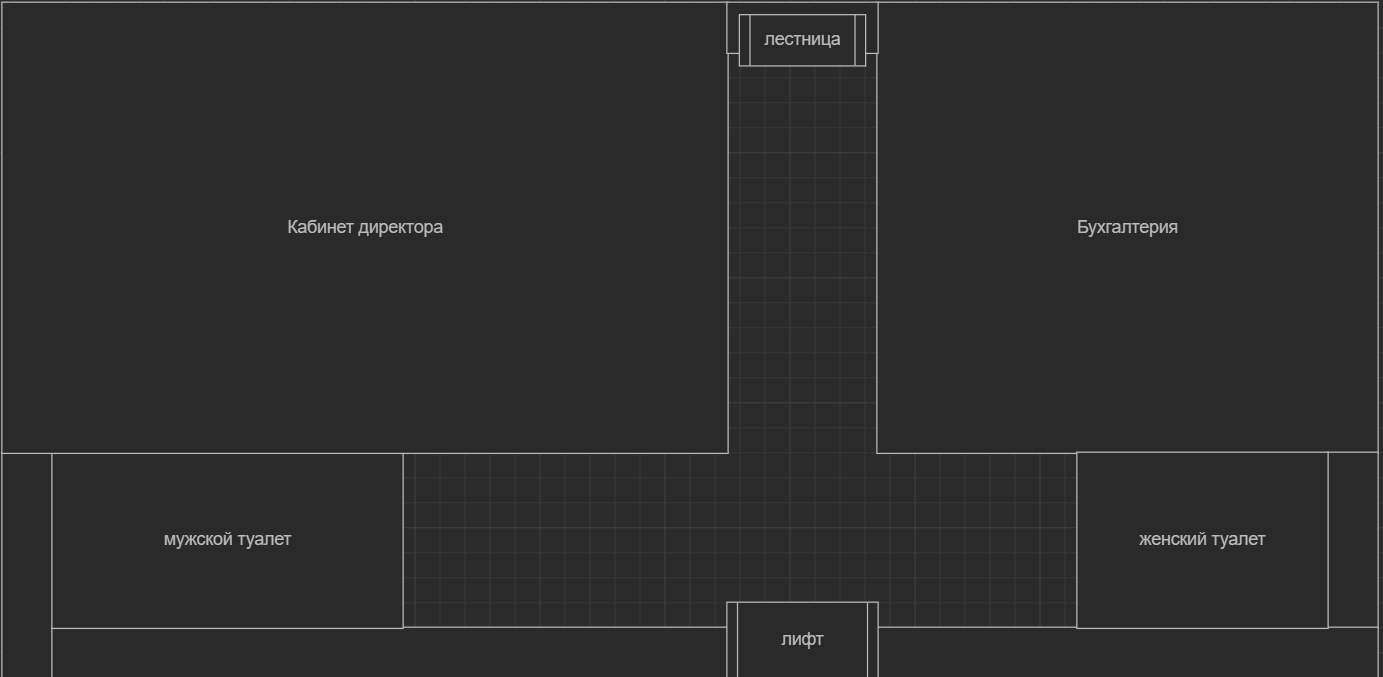 лестница
Кабинет директора
Бухгалтерия
мужской туалет
женский туалет
лифт